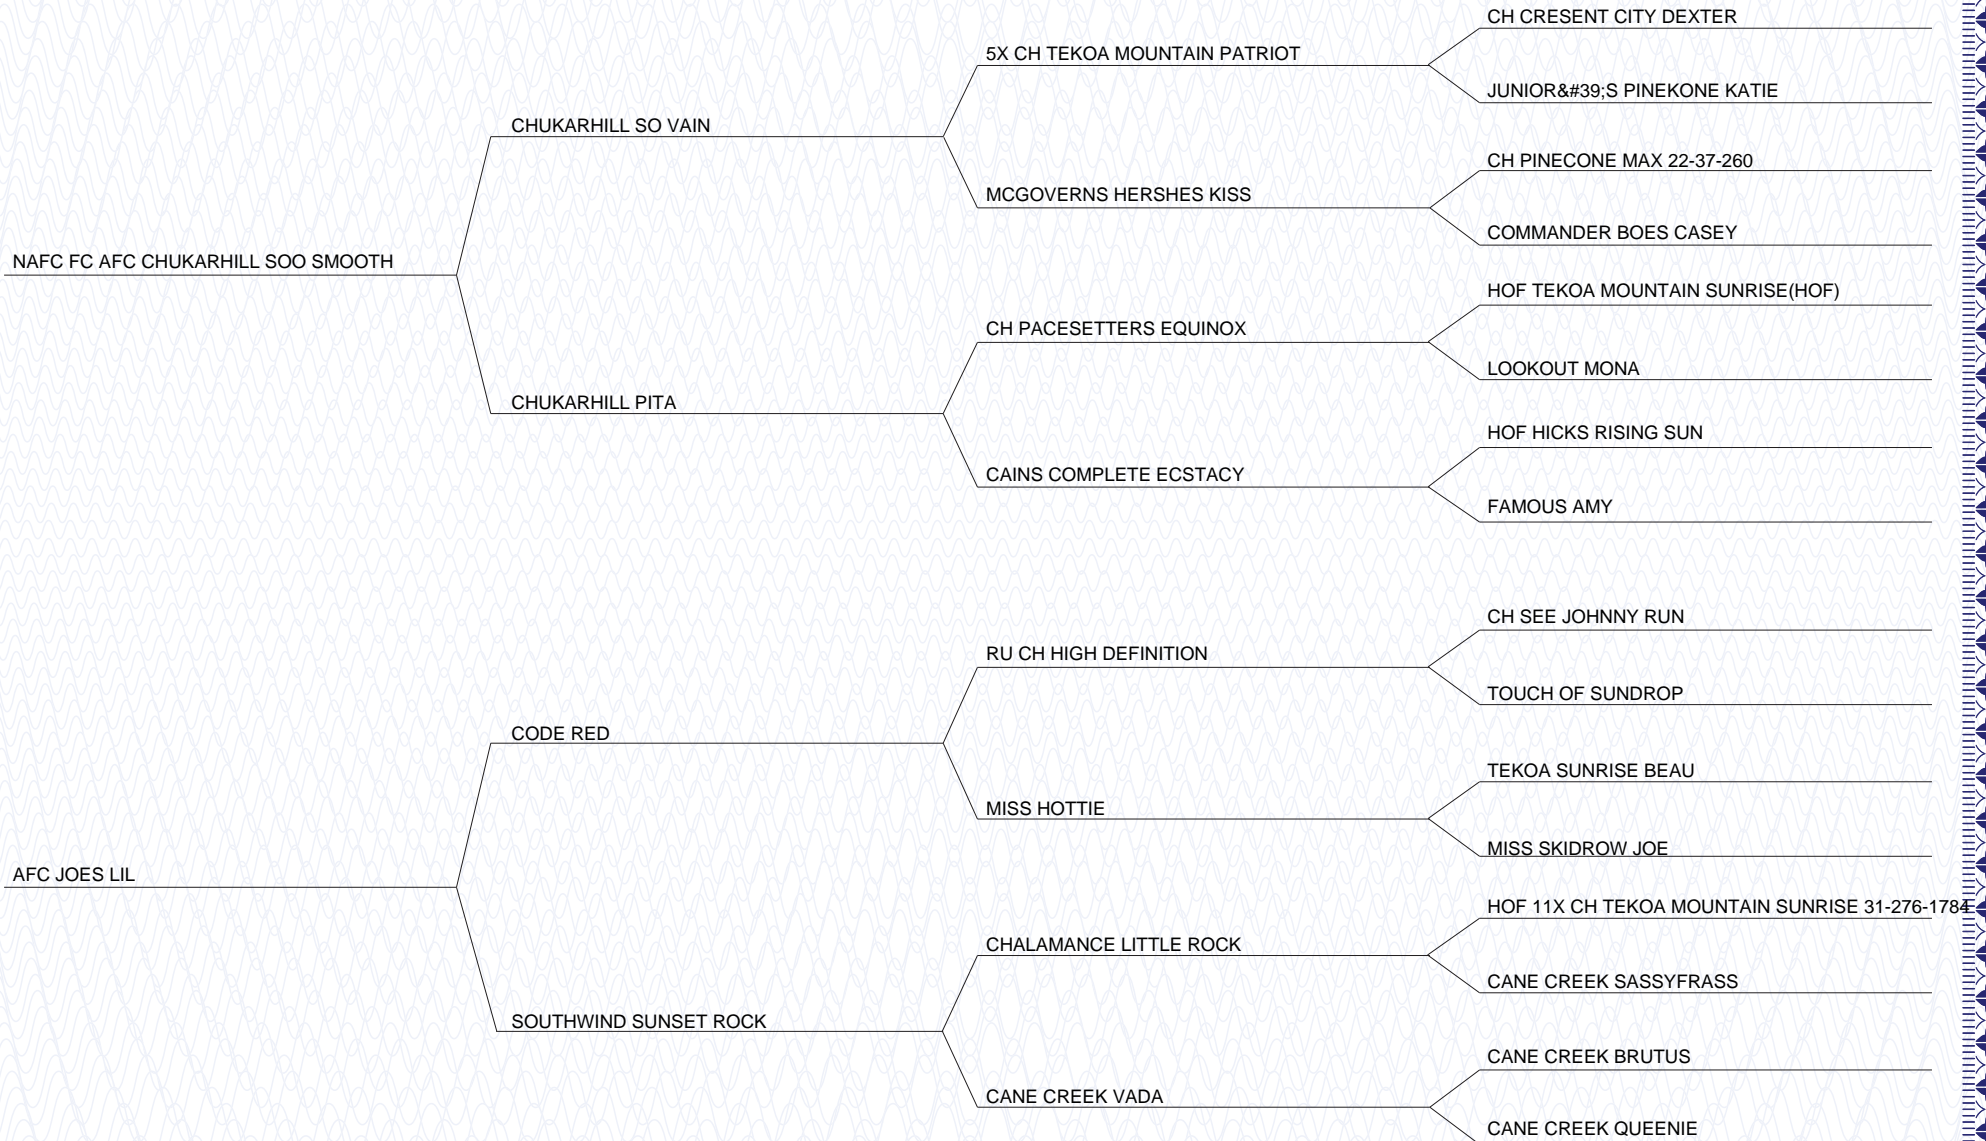 CH CRESENT CITY DEXTER
5X CH TEKOA MOUNTAIN PATRIOT
JUNIOR&#39;S PINEKONE KATIE
CHUKARHILL SO VAIN
CH PINECONE MAX 22-37-260
MCGOVERNS HERSHES KISS
COMMANDER BOES CASEY
NAFC FC AFC CHUKARHILL SOO SMOOTH
HOF TEKOA MOUNTAIN SUNRISE(HOF)
CH PACESETTERS EQUINOX
LOOKOUT MONA
CHUKARHILL PITA
HOF HICKS RISING SUN
CAINS COMPLETE ECSTACY
FAMOUS AMY
CH SEE JOHNNY RUN
RU CH HIGH DEFINITION
TOUCH OF SUNDROP
CODE RED
TEKOA SUNRISE BEAU
MISS HOTTIE
MISS SKIDROW JOE
AFC JOES LIL
HOF 11X CH TEKOA MOUNTAIN SUNRISE 31-276-1784
CHALAMANCE LITTLE ROCK
CANE CREEK SASSYFRASS
SOUTHWIND SUNSET ROCK
CANE CREEK BRUTUS
CANE CREEK VADA
CANE CREEK QUEENIE